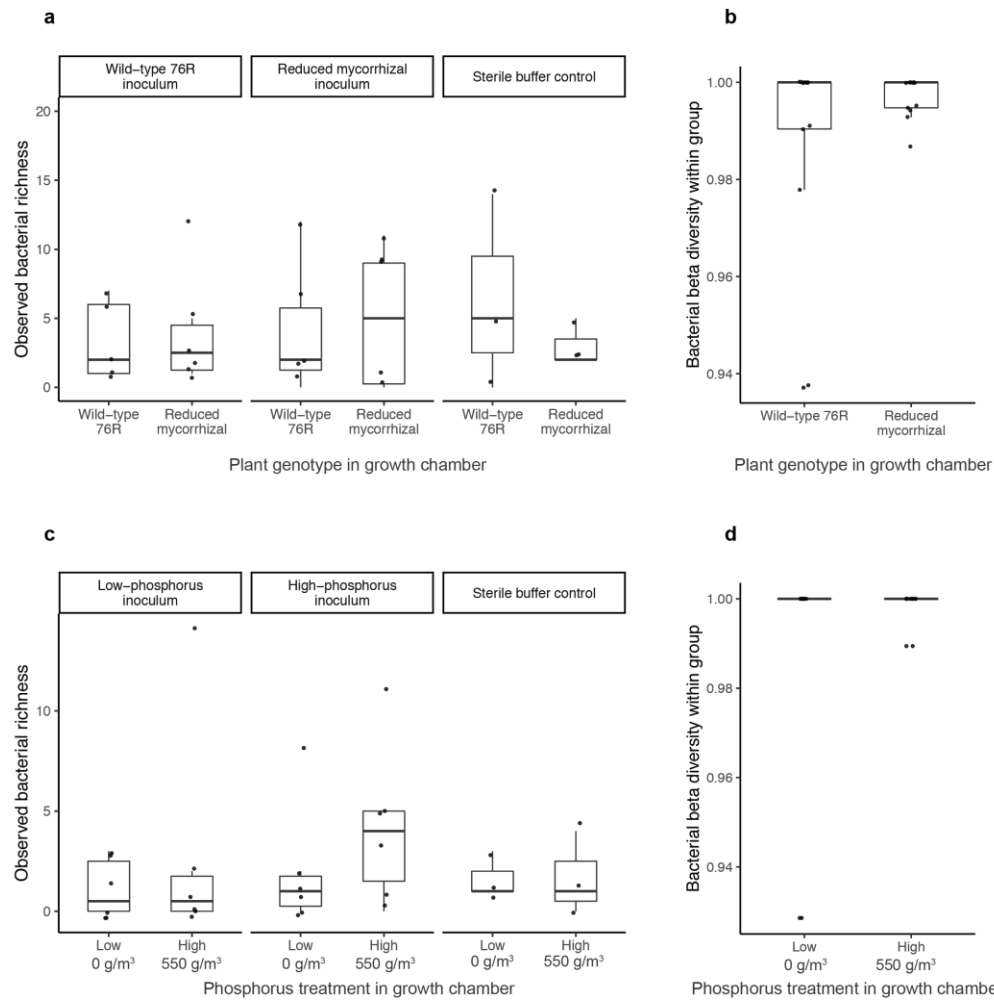 a
Wild−type 76R
inoculum
Reduced mycorrhizal
inoculum
Sterile buffer control
Observed bacterial richness
20
15
10
5
0
Wild−type
76R
Reduced
mycorrhizal
Wild−type
76R
Reduced
mycorrhizal
Wild−type
76R
Reduced
mycorrhizal
Plant genotype in growth chamber
b
Bacterial beta diversity within group
1.00
0.98
0.96
0.94
Wild−type 76R
Reduced
mycorrhizal
Plant genotype in growth chamber
c
Low−phosphorus
inoculum
High−phosphorus
inoculum
Sterile buffer control
Observed bacterial richness
10
5
0
Low
0 g/m³
High
550 g/m³
Low
0 g/m³
High
550 g/m³
Low
0 g/m³
High
550 g/m³
Phosphorus treatment in growth chamber
d
Bacterial beta diversity within group
1.00
0.98
0.96
0.94
Low
0 g/m³
High
550 g/m³
Phosphorus treatment in growth chambe